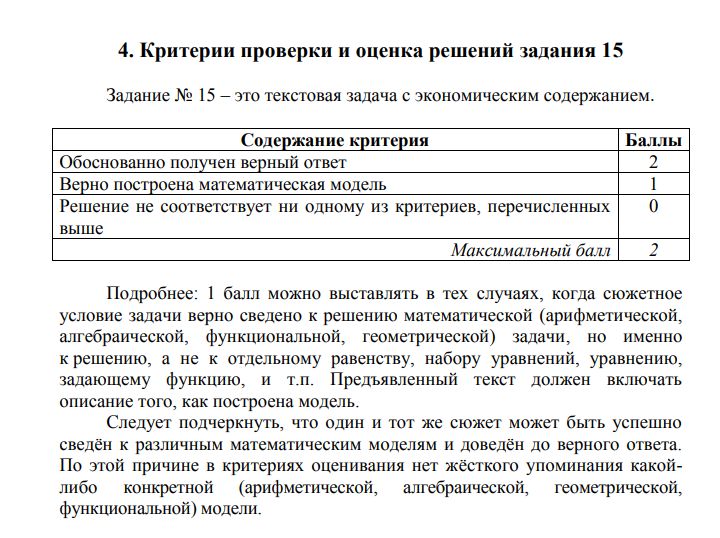 4. Критерии проверки и оценка решений задания 15
Задание № 15 – это текстовая задача с экономическим содержанием.
Содержание критерия Баллы
Обоснованно получен верный ответ 2
Верно построена математическая модель 1
Решение не соответствует ни одному из критериев, перечисленных 0
выше
Максимальный балл 2
Подробнее: 1 балл можно выставлять в тех случаях, когда сюжетное
условие задачи верно сведено к решению математической (арифметической,
алгебраической, функциональной, геометрической) задачи, но именно
к решению, а не к отдельному равенству, набору уравнений, уравнению,
задающему функцию, и т.п. Предъявленный текст должен включать
описание того, как построена модель.
Следует подчеркнуть, что один и тот же сюжет может быть успешно
сведён к различным математическим моделям и доведён до верного ответа.
По этой причине в критериях оценивания нет жёсткого упоминания какой-
либо конкретной (арифметической, алгебраической, геометрической,
функциональной) модели.